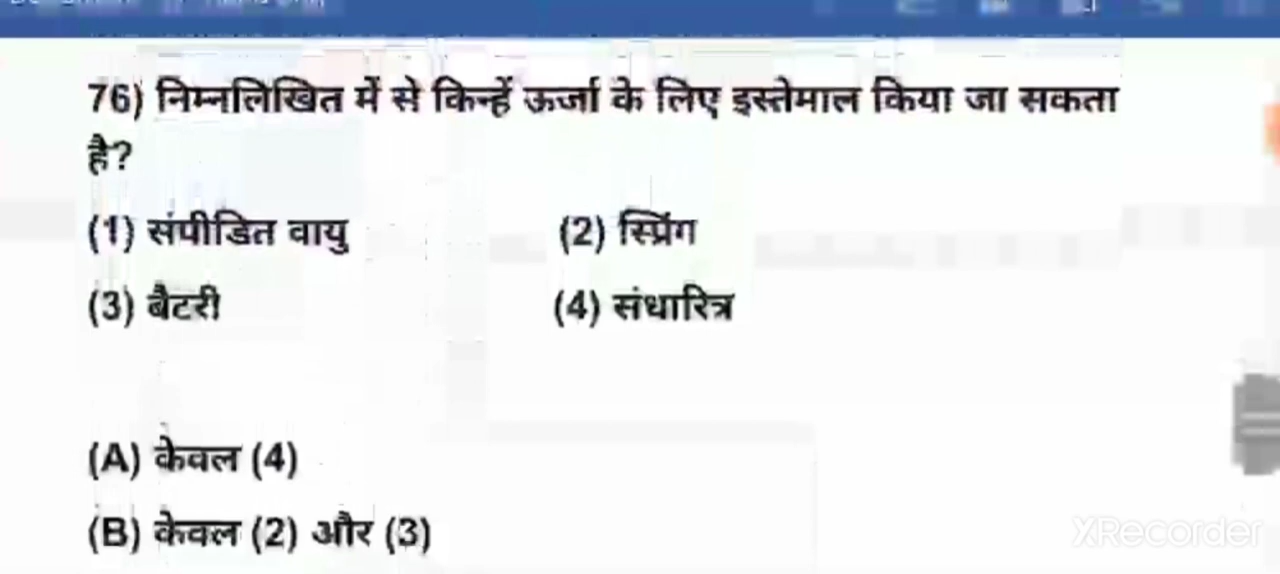 76) निम्नलिखित में से किन्हें ऊर्जा के लिए इस्तेमाल किया जा सकता
है?
(1) संपीडित वायु (2) स्प्रिंग
(3) बैटरी (4) संधारित्र
(A) केवल (4)
(B) केवल (2) और (3)
XRecorder